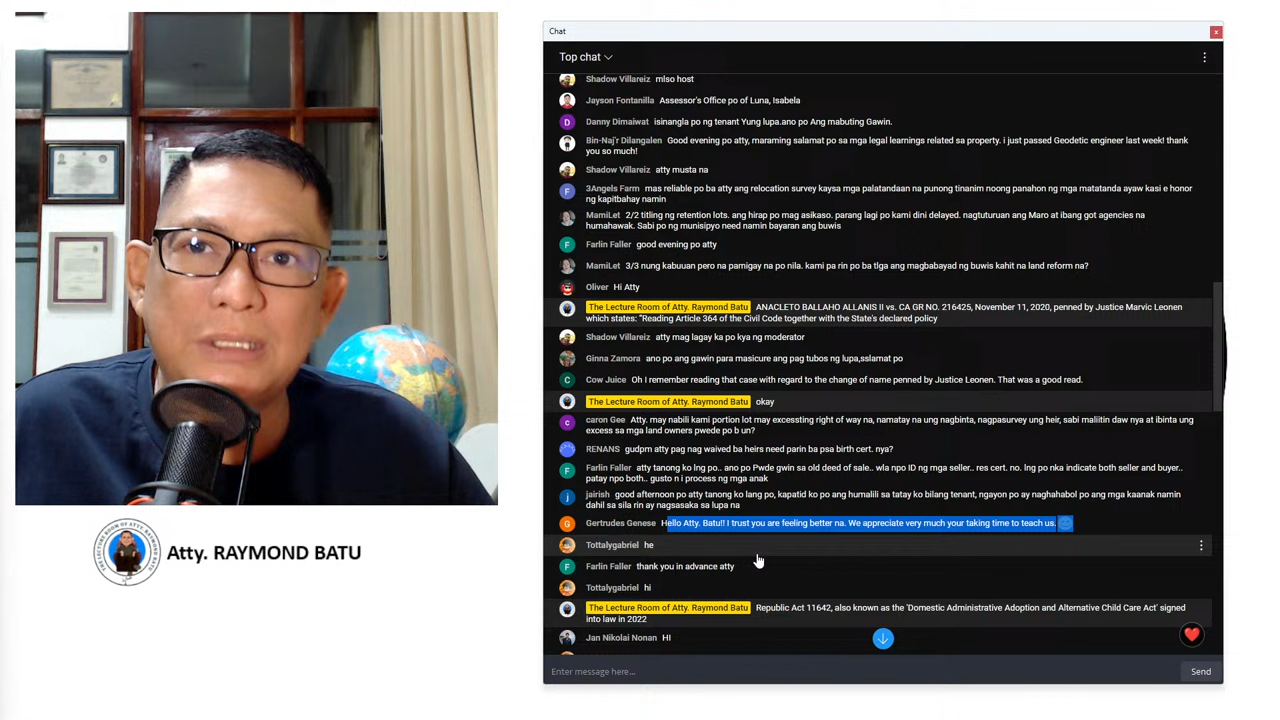 Chat
Top chat
Shadow Villareiz mlso host
Jayson Fontanilla Assessor's Office po of Luna, Isabela
Danny Dimaiwat isinangla po ng tenant Yung lupa.ano po Ang mabuting Gawin.
Bin-Naj'r Dilangalen Good evening po atty, maraming salamat po sa mga legal learnings related sa property. i just passed Geodetic engineer last week! thank
you so much!
Shadow Villareiz atty musta na
3Angels Farm mas reliable po ba atty ang relocation survey kaysa mga palatandaan na punong tinanim noong panahon ng mga matatanda ayaw kasi e honor
ng kapitbahay namin
MamiLet 2/2 titling ng retention lots. ang hirap po mag asikaso. parang lagi po kami dini delayed. nagtuturuan ang Maro at ibang got agencies na
humahawak. Sabi po ng munisipyo need namin bayaran ang buwis
Farlin Faller good evening po atty
MamiLet 3/3 nung kabuuan pero na pamigay na po nila. kami pa rin po ba tlga ang magbabayad ng buwis kahit na land reform na?
Oliver Hi Atty
The Lecture Room of Atty. Raymond Batu ANACLETO BALLAHO ALLANIS II vs. CA GR NO. 216425, November 11, 2020, penned by Justice Marvic Leonen
which states: "Reading Article 364 of the Civil Code together with the State's declared policy
Shadow Villareiz atty mag lagay ka po kya ng moderator
Ginna Zamora ano po ang gawin para masicure ang pag tubos ng lupa,sslamat po
C Cow Juice Oh I remember reading that case with regard to the change of name penned by Justice Leonen. That was a good read.
The Lecture Room of Atty. Raymond Batu okay
c caron Gee Atty. may nabili kami portion lot may excessting right of way na, namatay na ung nagbinta, nagpasurvey ung heir, sabi maliitin daw nya at ibinta ung
excess sa mga land owners pwede po b un?
RENANS gudpm atty pag nag waived ba heirs need parin ba psa birth cert. nya?
F Farlin Faller atty tanong ko lng po.. ano po Pwde gwin sa old deed of sale.. wla npo ID ng mga seller.. res cert. no. lng po nka indicate both seller and buyer..
patay npo both.. gusto n i process ng mga anak
j jairish good afternoon po atty tanong ko lang po, kapatid ko po ang humalili sa tatay ko bilang tenant, ngayon po ay naghahabol po ang mga kaanak namin
dahil sa sila rin ay nagsasaka sa lupa na
G Gertrudes Genese Hello Atty. Batu!! I trust you are feeling better na. We appreciate very much your taking time to teach us.
Tottalygabriel he
F Farlin Faller thank you in advance atty
Tottalygabriel hi
The Lecture Room of Atty. Raymond Batu Republic Act 11642, also known as the 'Domestic Administrative Adoption and Alternative Child Care Act' signed
into law in 2022
Jan Nikolai Nonan HI
Enter message here...
Send
THE LECTURE ROOM OF ATTY. RAYMOND BATU
Atty. RAYMOND BATU